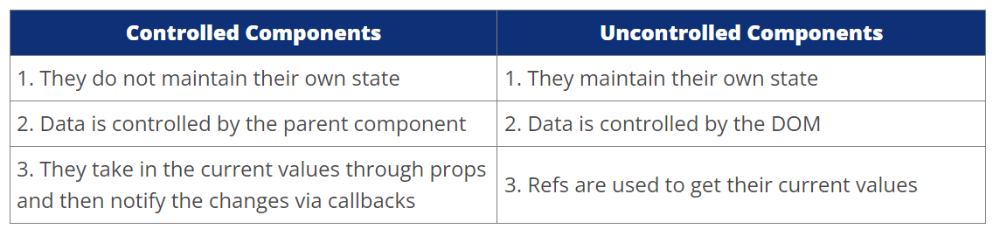 Controlled Components
Uncontrolled Components
1. They do not maintain their own state
1. They maintain their own state
2. Data is controlled by the parent component
2. Data is controlled by the DOM
3. They take in the current values through props
and then notify the changes via callbacks
3. Refs are used to get their current values